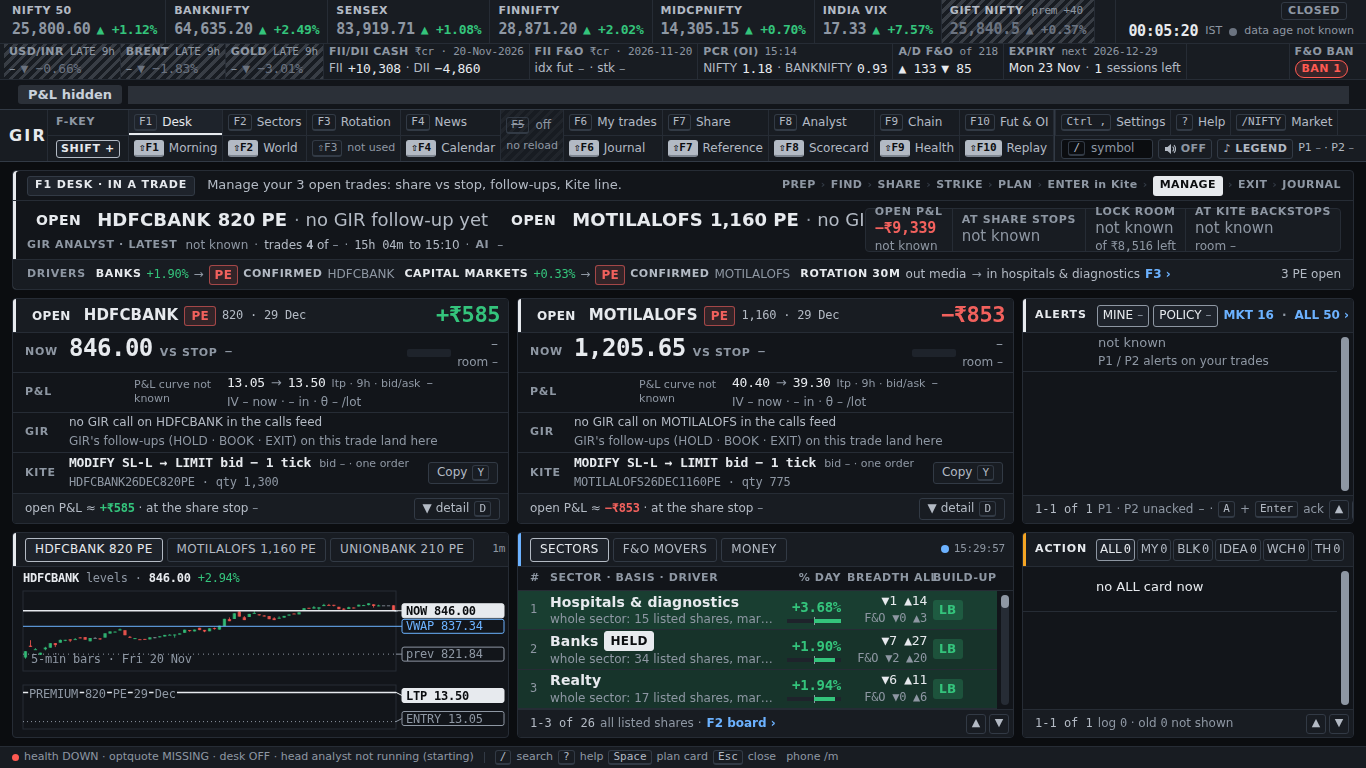 NIFTY 50 BANKNIFTY SENSEX FINNIFTY MIDCPNIFTY INDIA VIX GIFT NIFTY prem +40 CLOSED
25,800.60 ▲ +1.12% 64,635.20 ▲ +2.49% 83,919.71 ▲ +1.08% 28,871.20 ▲ +2.02% 14,305.15 ▲ +0.70% 17.33 ▲ +7.57% 25,840.5 ▲ +0.37% 00:05:20 IST data age not known
USD/INR LATE 9h BRENT LATE 9h GOLD LATE 9h FII/DII CASH ₹cr · 20-Nov-2026 FII F&O ₹cr · 2026-11-20 PCR (OI) 15:14 A/D F&O of 218 EXPIRY next 2026-12-29 F&O BAN
– ▼ −0.66% – ▼ −1.83% – ▼ −3.01% FII +10,308 · DII −4,860 idx fut – · stk – NIFTY 1.18 · BANKNIFTY 0.93 ▲ 133 ▼ 85 Mon 23 Nov · 1 sessions left BAN 1
P&L hidden
GIR F-KEY F1 Desk F2 Sectors F3 Rotation F4 News F5 off F6 My trades F7 Share F8 Analyst F9 Chain F10 Fut & OI Ctrl , Settings ? Help /NIFTY Market
SHIFT + ⇧F1 Morning ⇧F2 World ⇧F3 not used ⇧F4 Calendar no reload ⇧F6 Journal ⇧F7 Reference ⇧F8 Scorecard ⇧F9 Health ⇧F10 Replay / symbol OFF ♪ LEGEND P1 – · P2 –
F1 DESK · IN A TRADE Manage your 3 open trades: share vs stop, follow-ups, Kite line. PREP › FIND › SHARE › STRIKE › PLAN › ENTER in Kite › MANAGE › EXIT › JOURNAL
OPEN HDFCBANK 820 PE · no GIR follow-up yet OPEN MOTILALOFS 1,160 PE · no GI
OPEN P&L AT SHARE STOPS LOCK ROOM AT KITE BACKSTOPS
−₹9,339 not known not known not known
not known of ₹8,516 left room –
GIR ANALYST · LATEST not known · trades 4 of – · 15h 04m to 15:10 · AI –
DRIVERS BANKS +1.90% → PE CONFIRMED HDFCBANK CAPITAL MARKETS +0.33% → PE CONFIRMED MOTILALOFS ROTATION 30M out media → in hospitals & diagnostics F3 › 3 PE open
OPEN HDFCBANK PE 820 · 29 Dec +₹585
NOW 846.00 VS STOP – –
room –
P&L P&L curve not known 13.05 → 13.50 ltp · 9h · bid/ask –
IV – now · – in · θ – /lot
GIR no GIR call on HDFCBANK in the calls feed
GIR's follow-ups (HOLD · BOOK · EXIT) on this trade land here
KITE MODIFY SL-L → LIMIT bid − 1 tick bid – · one order Copy Y
HDFCBANK26DEC820PE · qty 1,300
open P&L ≈ +₹585 · at the share stop – ▼ detail D
OPEN MOTILALOFS PE 1,160 · 29 Dec −₹853
NOW 1,205.65 VS STOP – –
room –
P&L P&L curve not known 40.40 → 39.30 ltp · 9h · bid/ask –
IV – now · – in · θ – /lot
GIR no GIR call on MOTILALOFS in the calls feed
GIR's follow-ups (HOLD · BOOK · EXIT) on this trade land here
KITE MODIFY SL-L → LIMIT bid − 1 tick bid – · one order Copy Y
MOTILALOFS26DEC1160PE · qty 775
open P&L ≈ −₹853 · at the share stop – ▼ detail D
ALERTS MINE – POLICY – MKT 16 · ALL 50 ›
not known
P1 / P2 alerts on your trades
1-1 of 1 P1 · P2 unacked – · A + Enter ack ▲
HDFCBANK 820 PE MOTILALOFS 1,160 PE UNIONBANK 210 PE 1m
HDFCBANK levels · 846.00 +2.94%
NOW 846.00
VWAP 837.34
prev 821.84
5-min bars · Fri 20 Nov
PREMIUM 820 PE 29 Dec
LTP 13.50
ENTRY 13.05
SECTORS F&O MOVERS MONEY 15:29:57
# SECTOR · BASIS · DRIVER % DAY BREADTH ALL BUILD-UP
1 Hospitals & diagnostics +3.68% ▼1 ▲14 LB
whole sector: 15 listed shares, mar… F&O ▼0 ▲3
2 Banks HELD +1.90% ▼7 ▲27 LB
whole sector: 34 listed shares, mar… F&O ▼2 ▲20
3 Realty +1.94% ▼6 ▲11 LB
whole sector: 17 listed shares, mar… F&O ▼0 ▲6
1-3 of 26 all listed shares · F2 board › ▲ ▼
ACTION ALL 0 MY 0 BLK 0 IDEA 0 WCH 0 TH 0
no ALL card now
1-1 of 1 log 0 · old 0 not shown ▲ ▼
health DOWN · optquote MISSING · desk OFF · head analyst not running (starting) / search ? help Space plan card Esc close phone /m